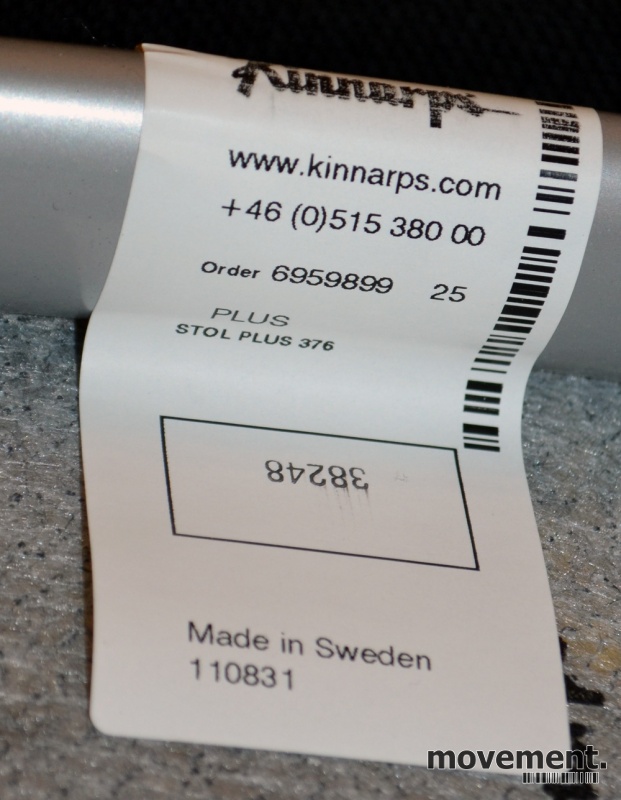 Kinnarps
www.kinnarps.com
+46 (0)515 380 00
Order 6959899 25
PLUS
STOL PLUS 376
38248
Made in Sweden
110831
movement.